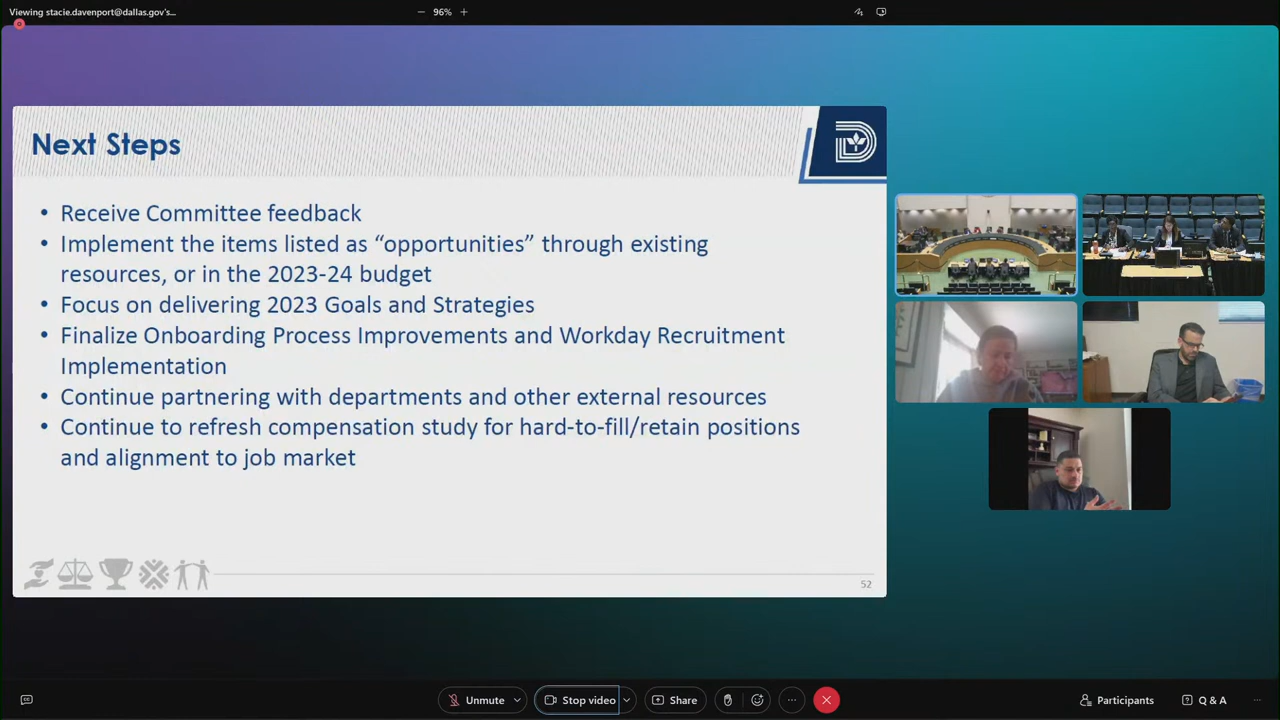 Viewing stacie.davenport@dallas.gov's...
96%
Next Steps
• Receive Committee feedback
• Implement the items listed as “opportunities” through existing
resources, or in the 2023-24 budget
• Focus on delivering 2023 Goals and Strategies
• Finalize Onboarding Process Improvements and Workday Recruitment
Implementation
• Continue partnering with departments and other external resources
• Continue to refresh compensation study for hard-to-fill/retain positions
and alignment to job market
52
Unmute
Stop video
Share
Participants
Q & A